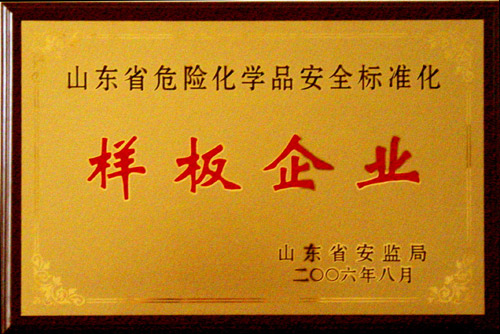 山东省危险化学品安全标准化
样板企业
山东省安监局
二〇〇六年八月